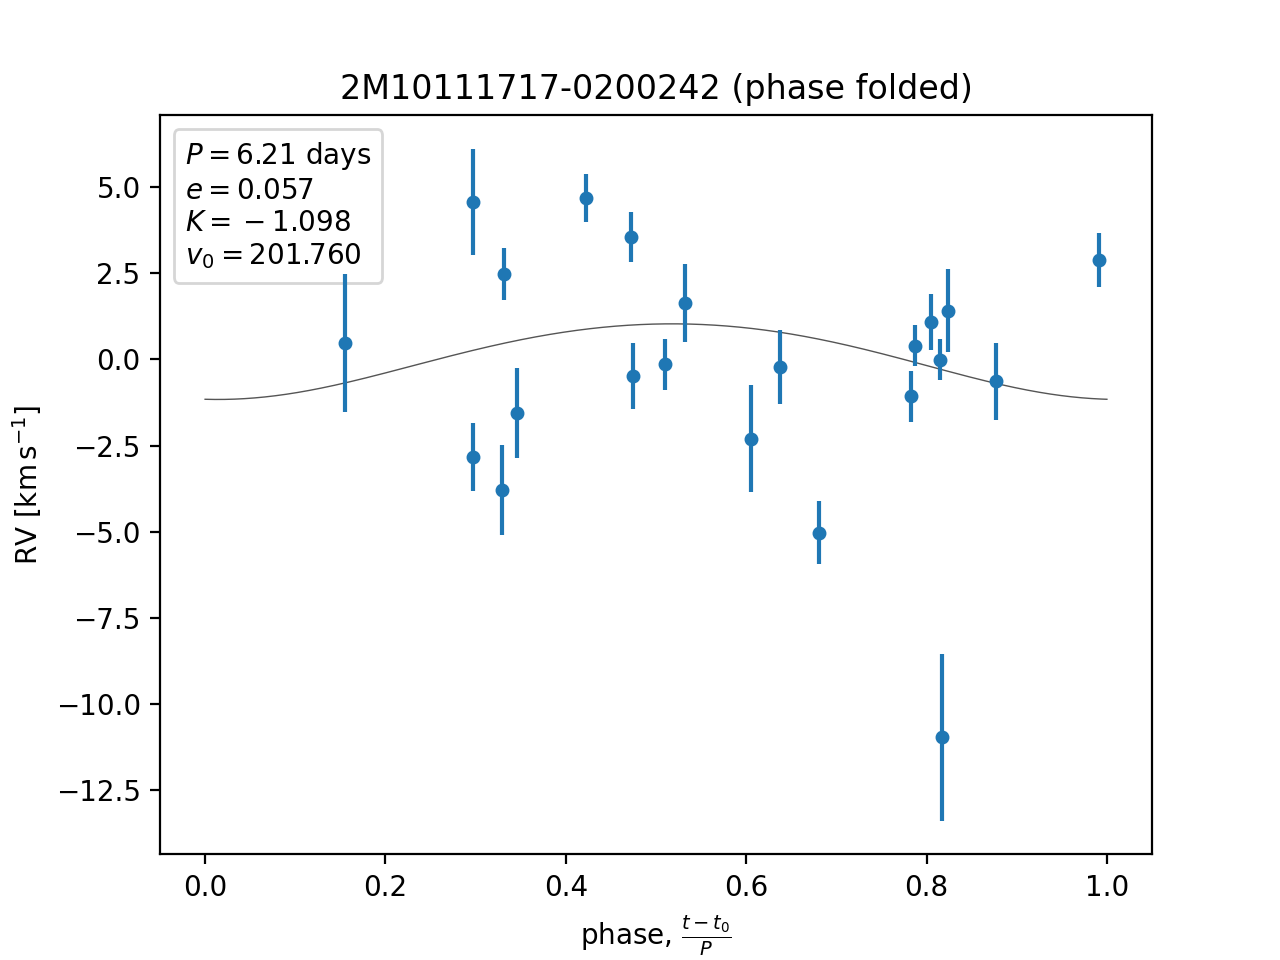 2M10111717-0200242 (phase folded)
P = 6.21 days
e = 0.057
K = −1.098
v₀ = 201.760
RV [km s⁻¹]
5.0
2.5
0.0
−2.5
−5.0
−7.5
−10.0
−12.5
0.0 0.2 0.4 0.6 0.8 1.0
phase, (t − t₀)/P